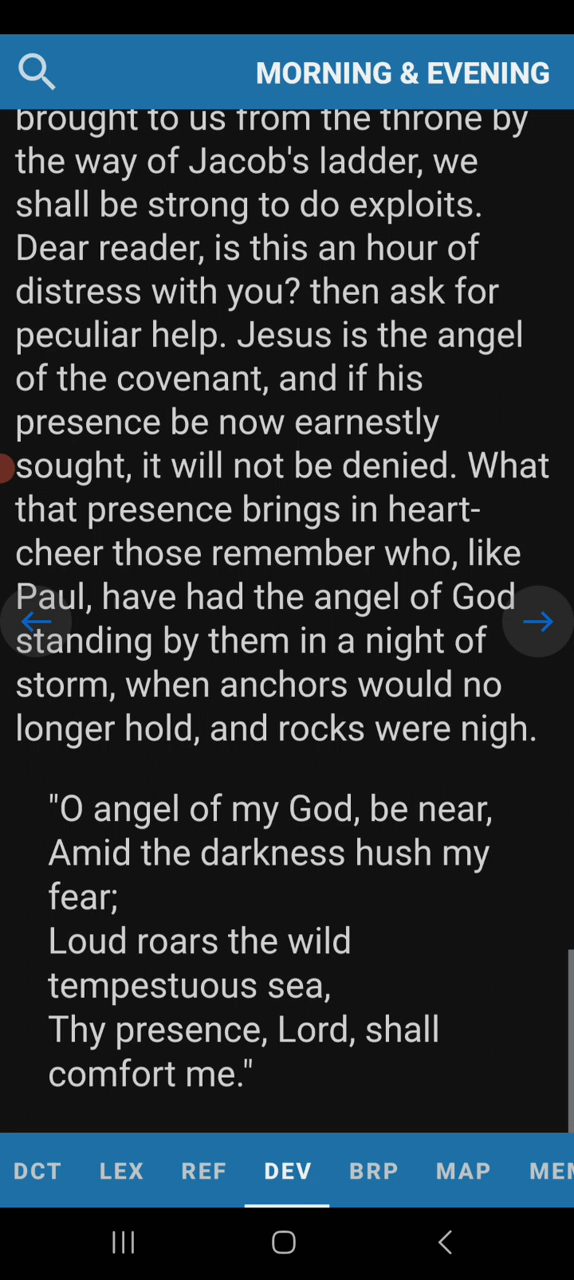 MORNING & EVENING
brought to us from the throne by
the way of Jacob's ladder, we
shall be strong to do exploits.
Dear reader, is this an hour of
distress with you? then ask for
peculiar help. Jesus is the angel
of the covenant, and if his
presence be now earnestly
sought, it will not be denied. What
that presence brings in heart-
cheer those remember who, like
Paul, have had the angel of God
standing by them in a night of
storm, when anchors would no
longer hold, and rocks were nigh.
"O angel of my God, be near,
Amid the darkness hush my
fear;
Loud roars the wild
tempestuous sea,
Thy presence, Lord, shall
comfort me."
DCT LEX REF DEV BRP MAP MEM